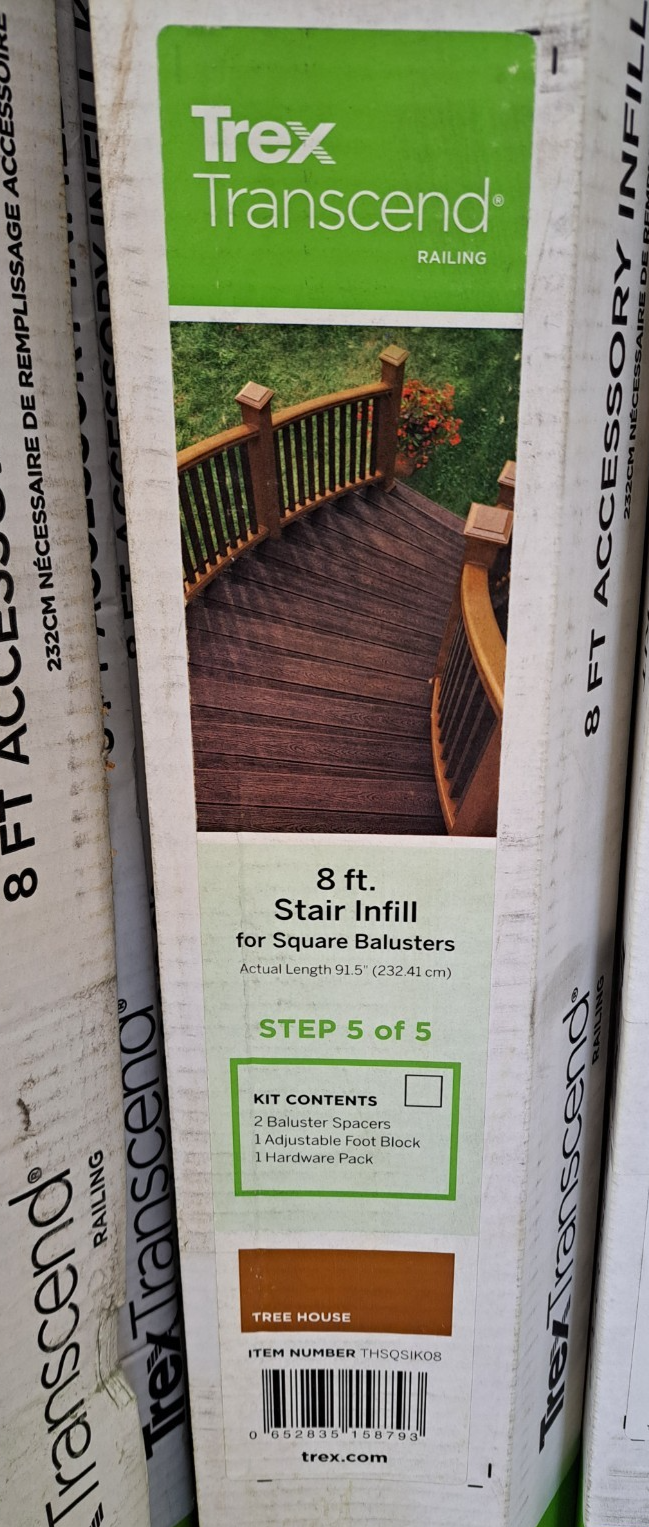 Trex
Transcend®
RAILING
8 ft.
Stair Infill
for Square Balusters
Actual Length 91.5" (232.41 cm)
STEP 5 of 5
KIT CONTENTS
2 Baluster Spacers
1 Adjustable Foot Block
1 Hardware Pack
TREE HOUSE
ITEM NUMBER THSQSIK08
0 652835 158793
trex.com
8 FT ACCESSORY INFILL
232CM NÉCESSAIRE DE
Trex Transcend®
RAILING
8 FT
232CM NÉCESSAIRE DE REMPLISSAGE ACCESSOIRE
Transcend®
RAILING
Trex Transcend®
8 FT ACCESSORY INFILL